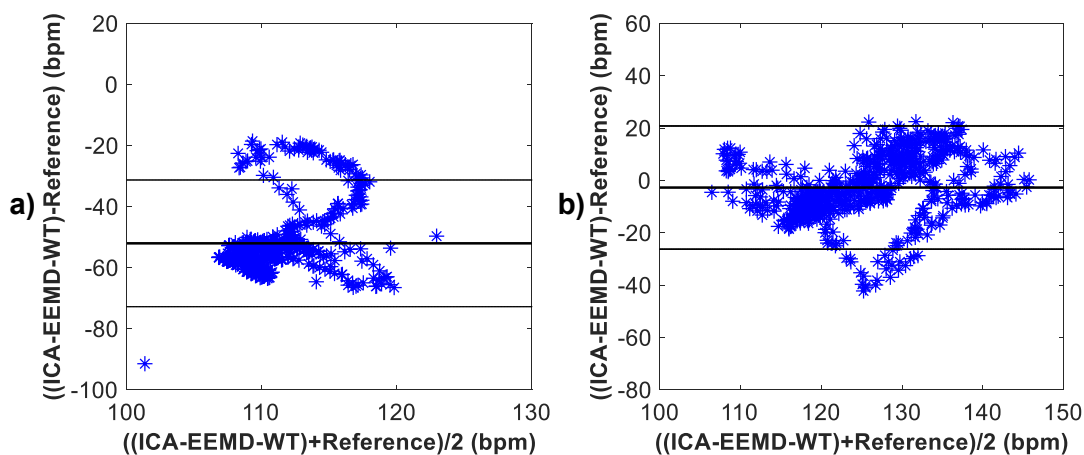 a)
((ICA-EEMD-WT)-Reference) (bpm)
20
0
-20
-40
-60
-80
-100
100 110 120 130
((ICA-EEMD-WT)+Reference)/2 (bpm)
b)
((ICA-EEMD-WT)-Reference) (bpm)
60
40
20
0
-20
-40
-60
-80
100 110 120 130 140 150
((ICA-EEMD-WT)+Reference)/2 (bpm)